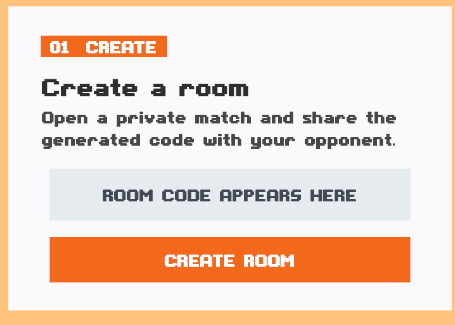 01 CREATE
Create a room
Open a private match and share the
generated code with your opponent.
ROOM CODE APPEARS HERE
CREATE ROOM